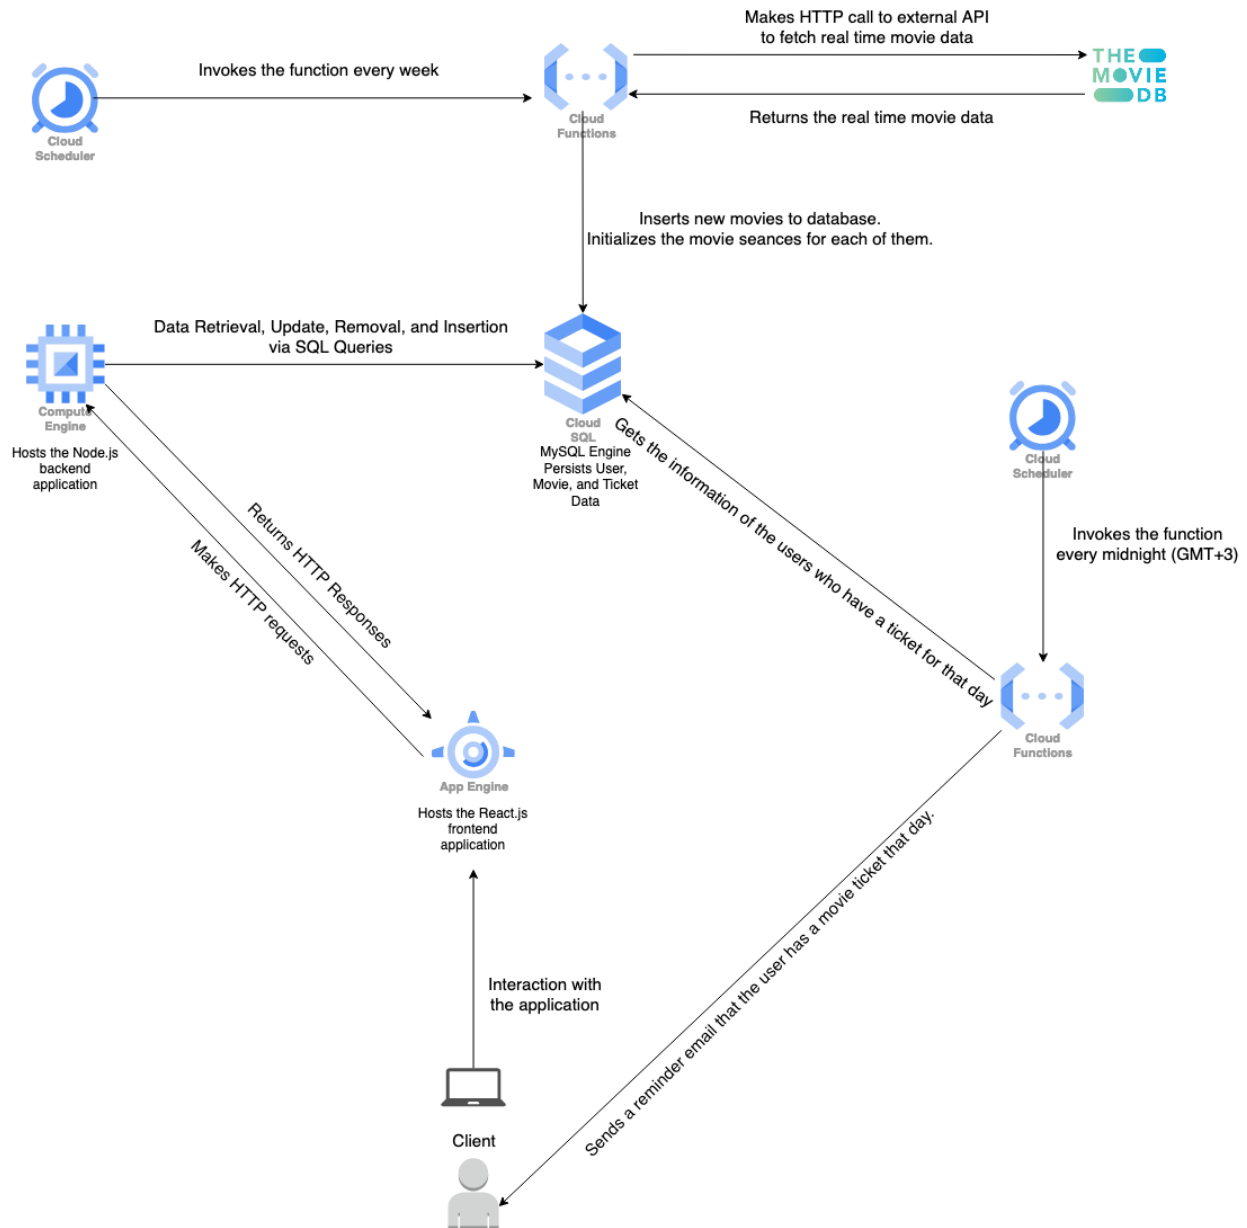 Makes HTTP call to external API
to fetch real time movie data
THE
MOVIE
DB
Invokes the function every week
Returns the real time movie data
Cloud
Scheduler
Cloud
Functions
Inserts new movies to database.
Initializes the movie seances for each of them.
Data Retrieval, Update, Removal, and Insertion
via SQL Queries
Compute
Engine
Hosts the Node.js
backend
application
Cloud
SQL
MySQL Engine
Persists User,
Movie, and Ticket
Data
Cloud
Scheduler
Gets the information of the users who have a ticket for that day
Invokes the function
every midnight (GMT+3)
Returns HTTP Responses
Makes HTTP requests
Cloud
Functions
App Engine
Hosts the React.js
frontend
application
Sends a reminder email that the user has a movie ticket that day.
Interaction with
the application
Client